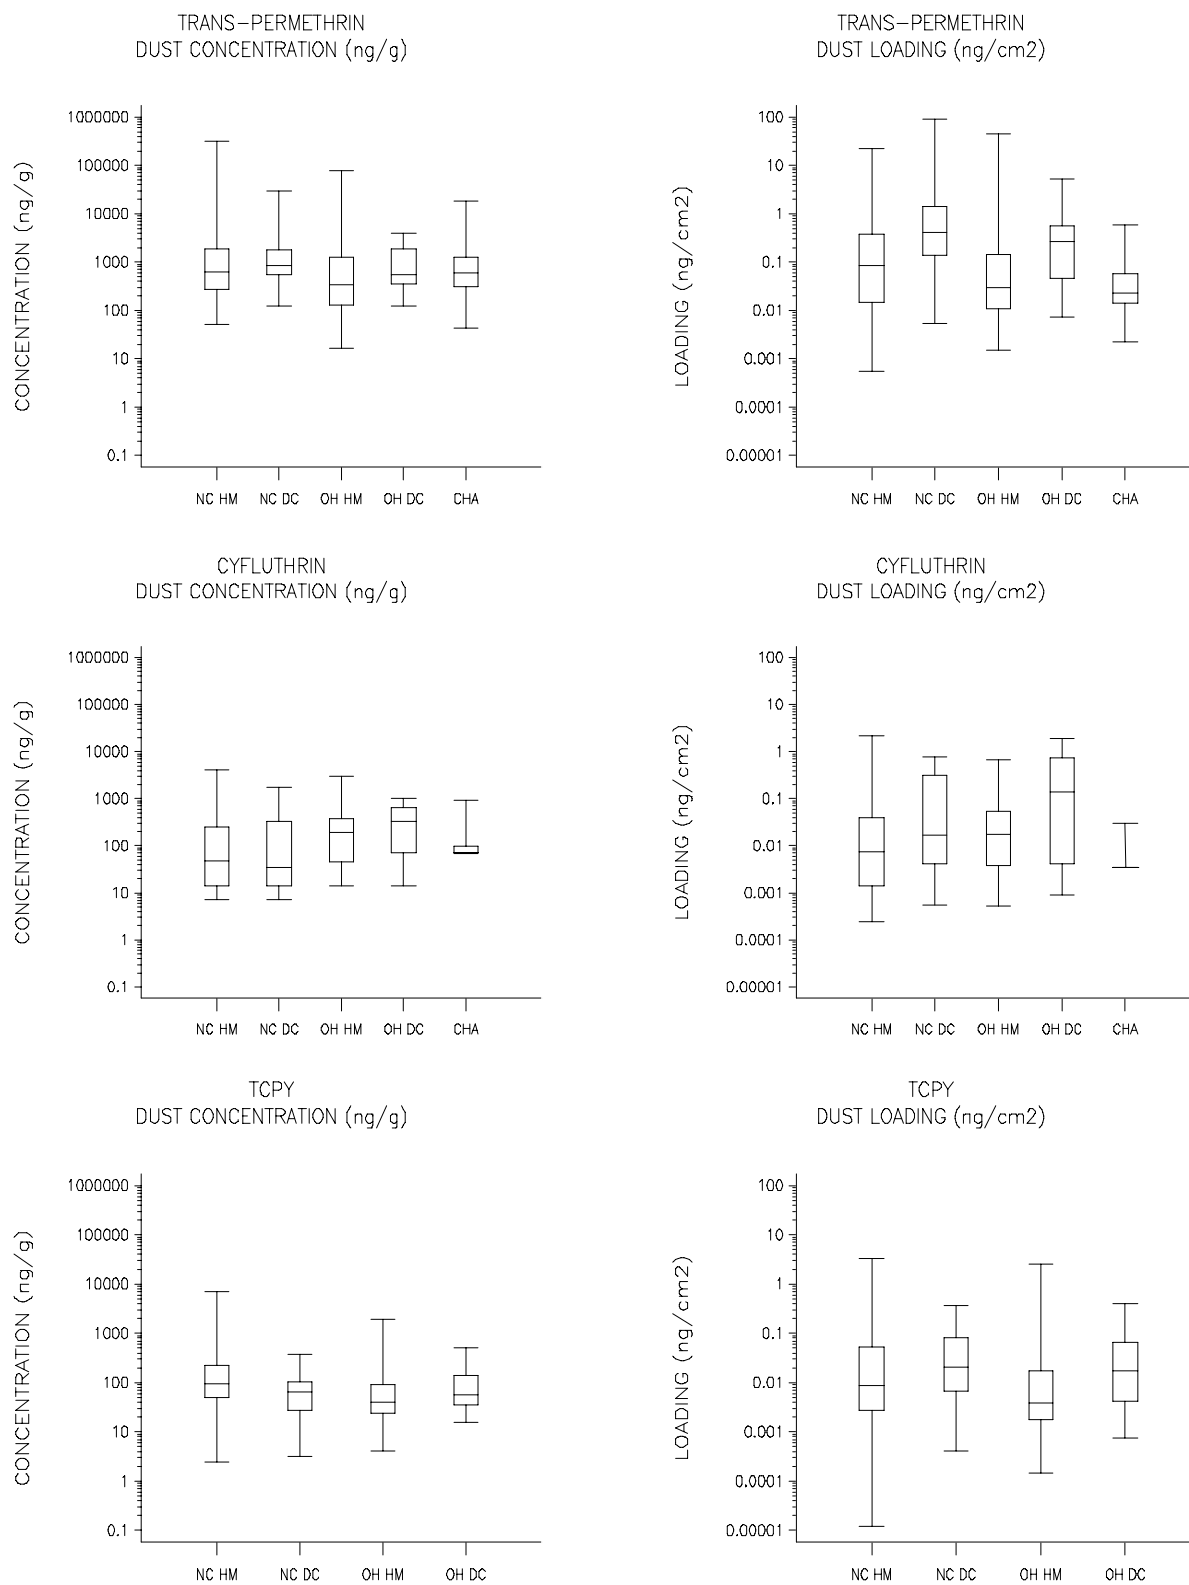 TRANS-PERMETHRIN
DUST CONCENTRATION (ng/g)
CONCENTRATION (ng/g)
1000000
100000
10000
1000
100
10
1
0.1
NC HM NC DC OH HM OH DC CHA
TRANS-PERMETHRIN
DUST LOADING (ng/cm2)
LOADING (ng/cm2)
100
10
1
0.1
0.01
0.001
0.0001
0.00001
NC HM NC DC OH HM OH DC CHA
CYFLUTHRIN
DUST CONCENTRATION (ng/g)
CONCENTRATION (ng/g)
1000000
100000
10000
1000
100
10
1
0.1
NC HM NC DC OH HM OH DC CHA
CYFLUTHRIN
DUST LOADING (ng/cm2)
LOADING (ng/cm2)
100
10
1
0.1
0.01
0.001
0.0001
0.00001
NC HM NC DC OH HM OH DC CHA
TCPY
DUST CONCENTRATION (ng/g)
CONCENTRATION (ng/g)
1000000
100000
10000
1000
100
10
1
0.1
NC HM NC DC OH HM OH DC
TCPY
DUST LOADING (ng/cm2)
LOADING (ng/cm2)
100
10
1
0.1
0.01
0.001
0.0001
0.00001
NC HM NC DC OH HM OH DC